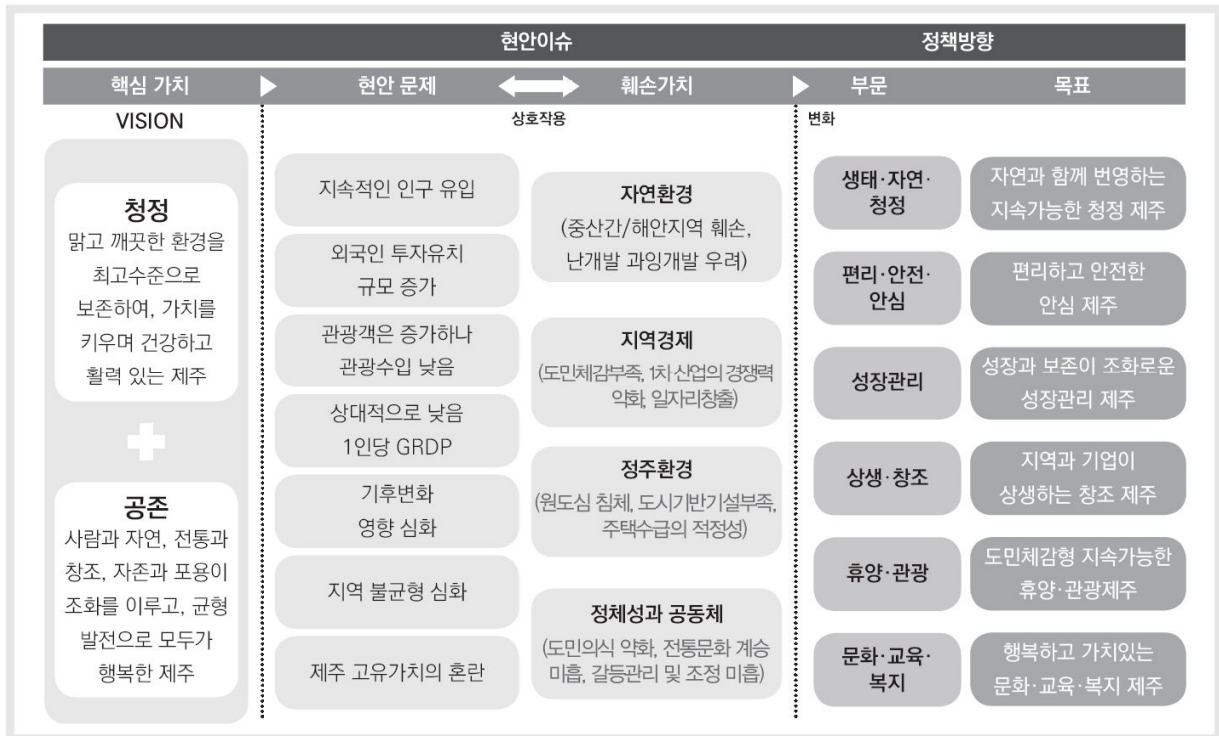 현안이슈
정책방향
핵심 가치
현안 문제
훼손가치
부문
목표
VISION
상호작용
변화
청정
맑고 깨끗한 환경을
최고수준으로
보존하여, 가치를
키우며 건강하고
활력 있는 제주
공존
사람과 자연, 전통과
창조, 자존과 포용이
조화를 이루고, 균형
발전으로 모두가
행복한 제주
지속적인 인구 유입
외국인 투자유치
규모 증가
관광객은 증가하나
관광수입 낮음
상대적으로 낮음
1인당 GRDP
기후변화
영향 심화
지역 불균형 심화
제주 고유가치의 혼란
자연환경
(중산간/해안지역 훼손,
난개발 과잉개발 우려)
지역경제
(도민체감부족, 1차 산업의 경쟁력
약화, 일자리창출)
정주환경
(원도심 침체, 도시기반기설부족,
주택수급의 적정성)
정체성과 공동체
(도민의식 약화, 전통문화 계승
미흡, 갈등관리 및 조정 미흡)
생태·자연·
청정
자연과 함께 번영하는
지속가능한 청정 제주
편리·안전·
안심
편리하고 안전한
안심 제주
성장관리
성장과 보존이 조화로운
성장관리 제주
상생·창조
지역과 기업이
상생하는 창조 제주
휴양·관광
도민체감형 지속가능한
휴양·관광제주
문화·교육·
복지
행복하고 가치있는
문화·교육·복지 제주